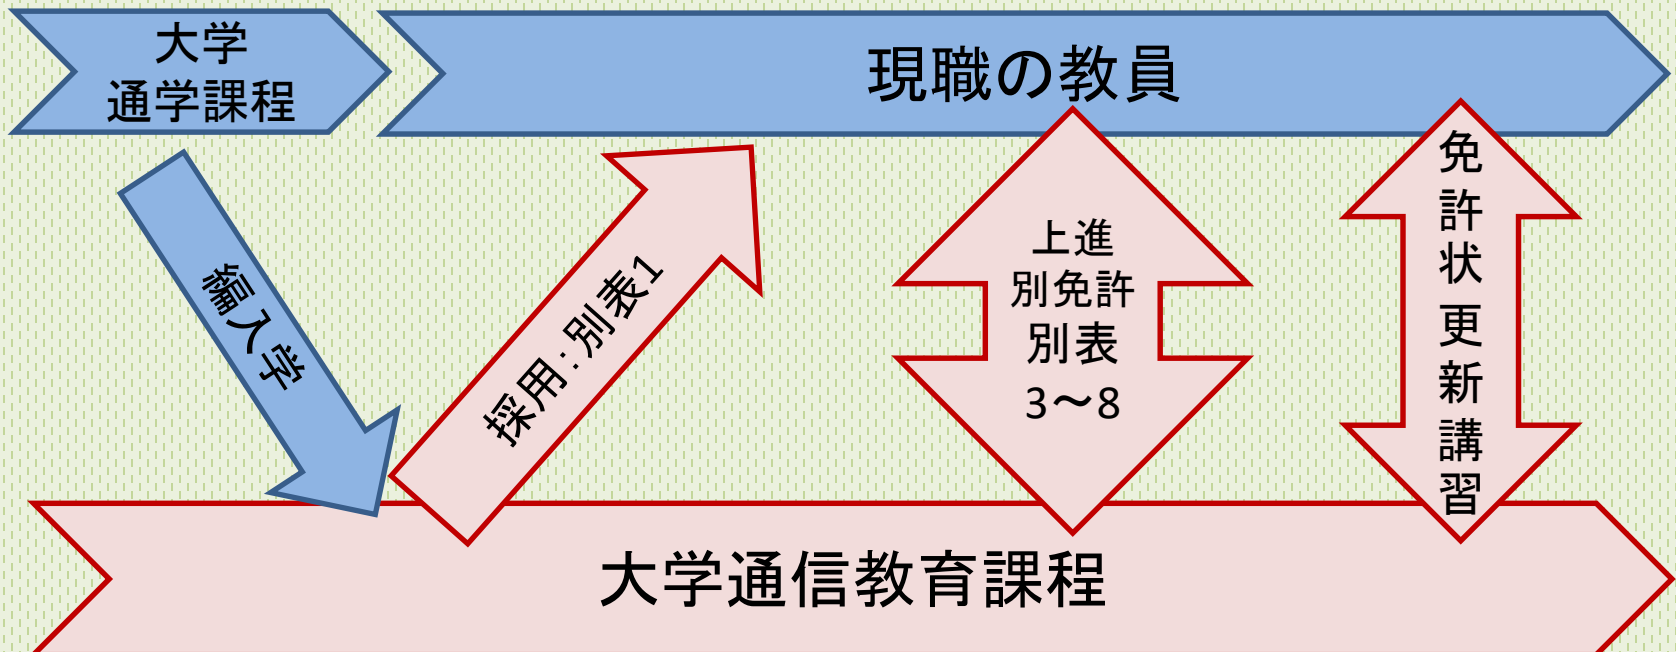 大学
通学課程
現職の教員
編入学
採用:別表1
上進
別免許
別表
3～8
免許状更新講習
大学通信教育課程